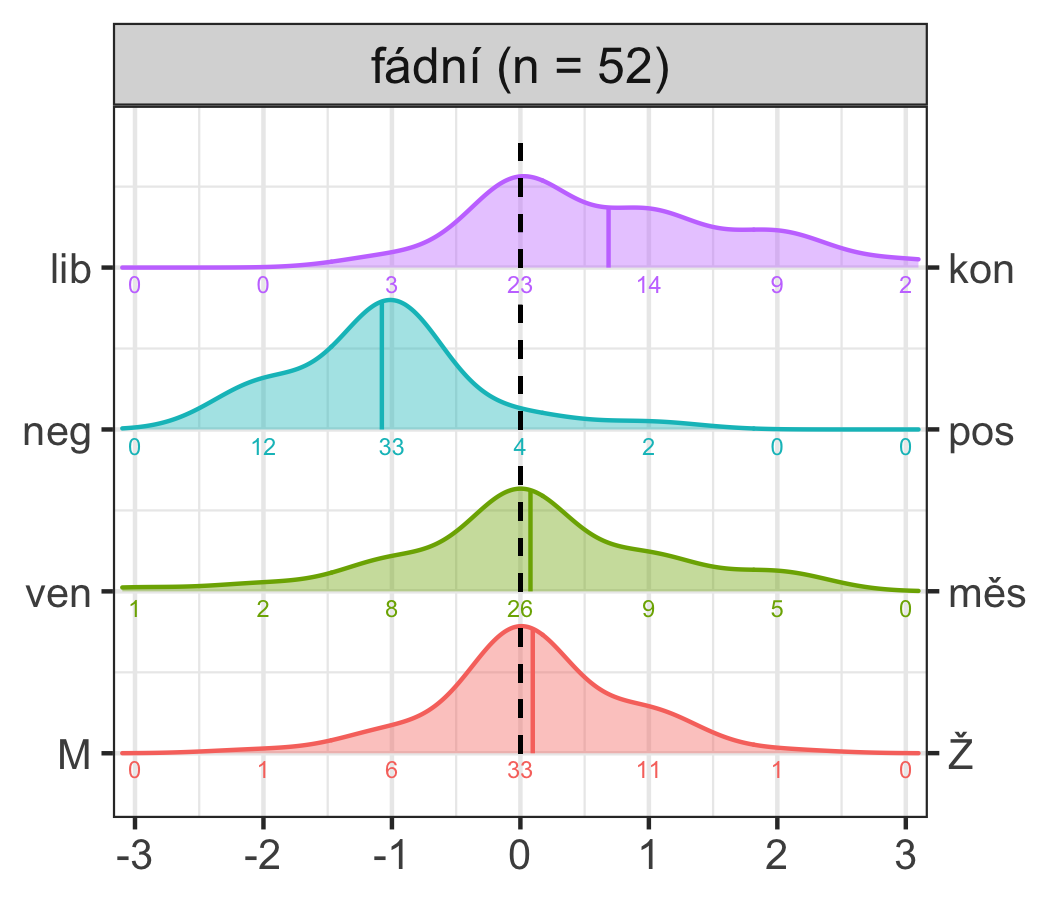 fádní (n = 52)
lib kon
0 0 3 23 14 9 2
neg pos
0 12 33 4 2 0 0
ven měs
1 2 8 26 9 5 0
M Ž
0 1 6 33 11 1 0
-3 -2 -1 0 1 2 3